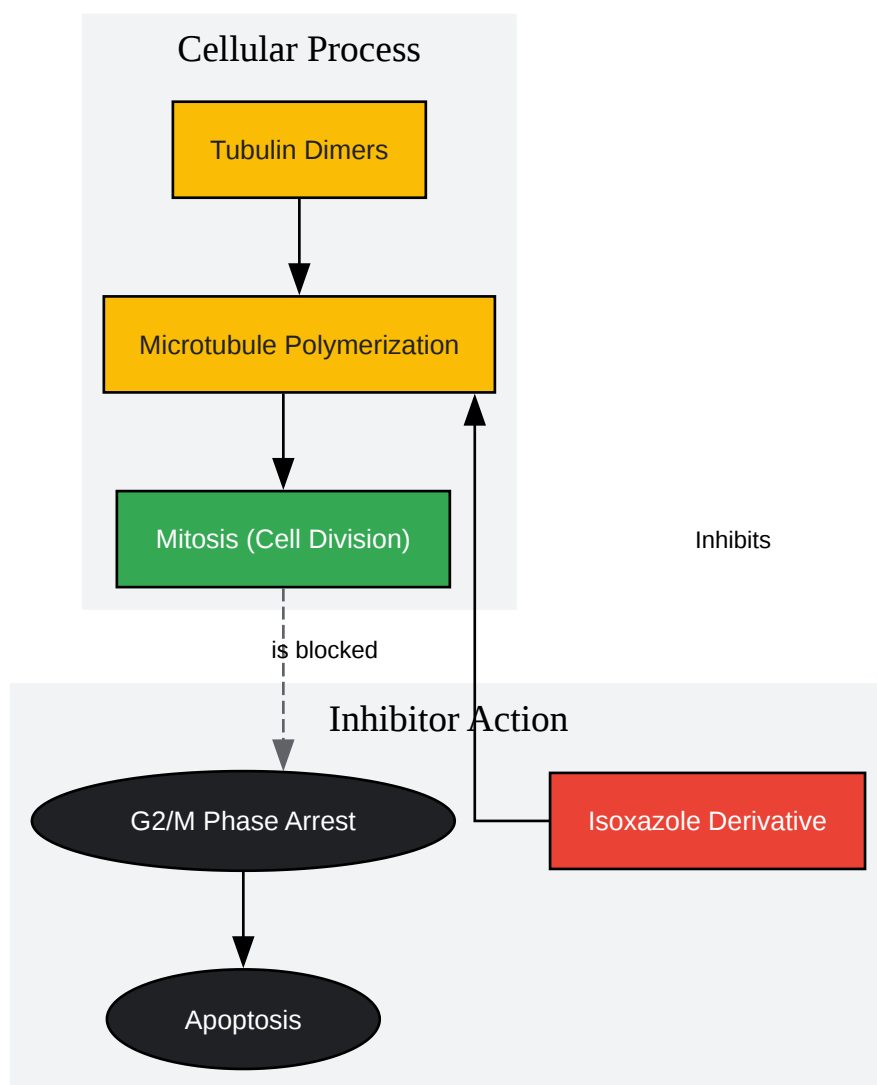 Cellular Process
Tubulin Dimers
Microtubule Polymerization
Mitosis (Cell Division)
Inhibits
is blocked
Inhibitor Action
G2/M Phase Arrest
Isoxazole Derivative
Apoptosis